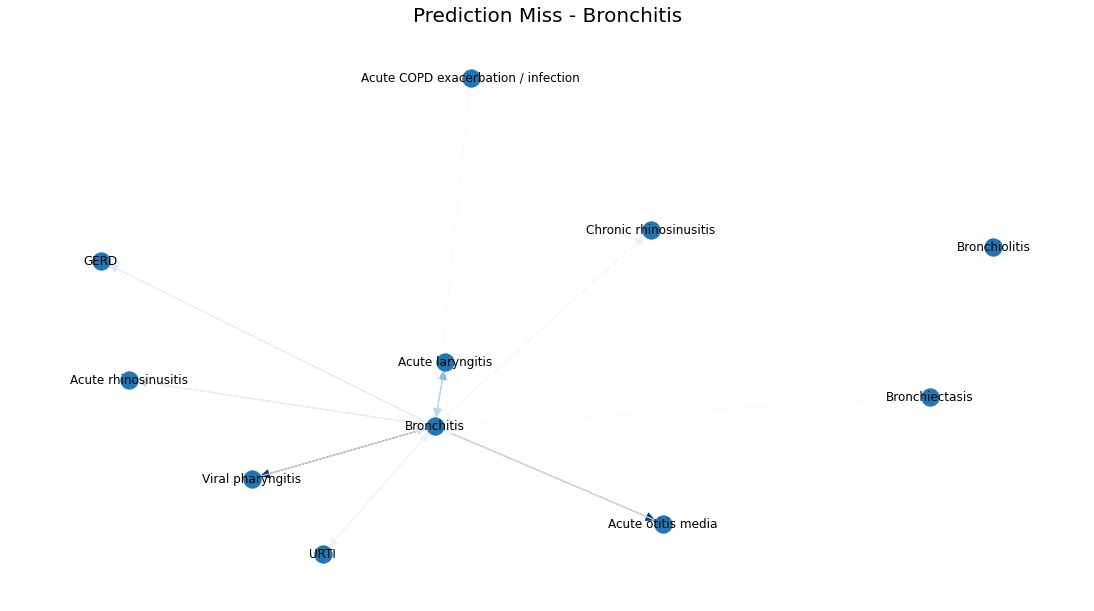 Prediction Miss - Bronchitis
Acute COPD exacerbation / infection
Chronic rhinosinusitis
Bronchiolitis
GERD
Acute laryngitis
Acute rhinosinusitis
Bronchiectasis
Bronchitis
Viral pharyngitis
Acute otitis media
URTI